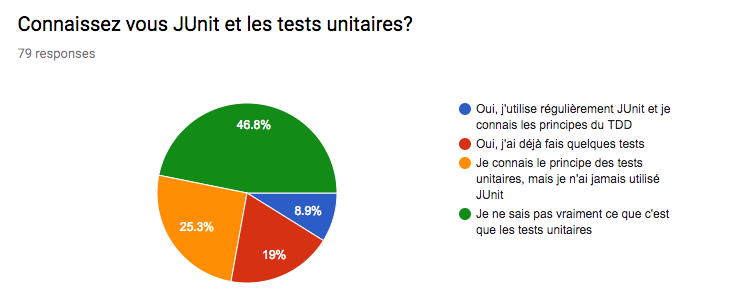 Connaissez vous JUnit et les tests unitaires?
79 responses
46.8%
8.9%
25.3%
19%
Oui, j'utilise régulièrement JUnit et je
connais les principes du TDD
Oui, j'ai déjà fais quelques tests
Je connais le principe des tests
unitaires, mais je n'ai jamais utilisé
JUnit
Je ne sais pas vraiment ce que c'est
que les tests unitaires